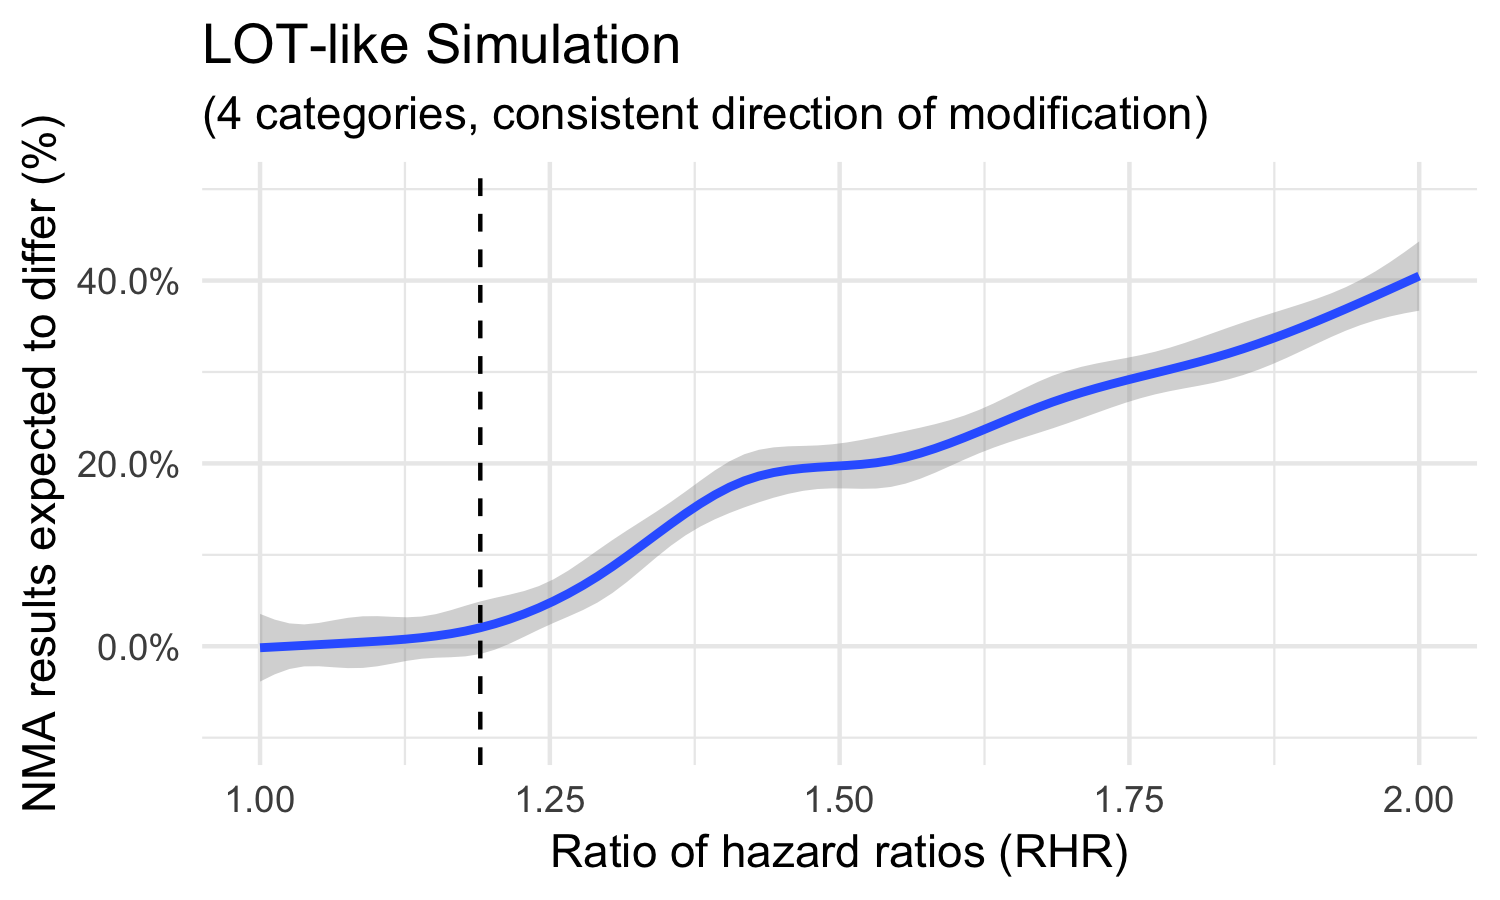 LOT-like Simulation
(4 categories, consistent direction of modification)
NMA results expected to differ (%)
40.0%
20.0%
0.0%
1.00
1.25
1.50
1.75
2.00
Ratio of hazard ratios (RHR)